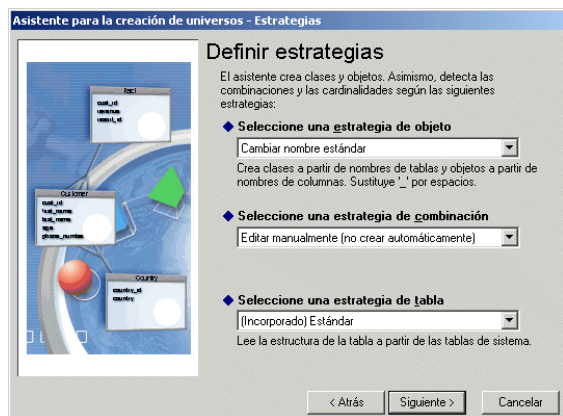 Asistente para la creación de universos - Estrategias
Definir estrategias
El asistente crea clases y objetos. Asimismo, detecta las
combinaciones y las cardinalidades según las siguientes
estrategias:
Seleccione una estrategia de objeto
Cambiar nombre estándar
Crea clases a partir de nombres de tablas y objetos a partir de
nombres de columnas. Sustituye '_' por espacios.
Seleccione una estrategia de combinación
Editar manualmente (no crear automáticamente)
Seleccione una estrategia de tabla
(Incorporado) Estándar
Lee la estructura de la tabla a partir de las tablas de sistema.
cust_id
revenue
Customer
cust_id
first_name
last_name
age
phone_number
Country
country_id
country
< Atrás
Siguiente >
Cancelar